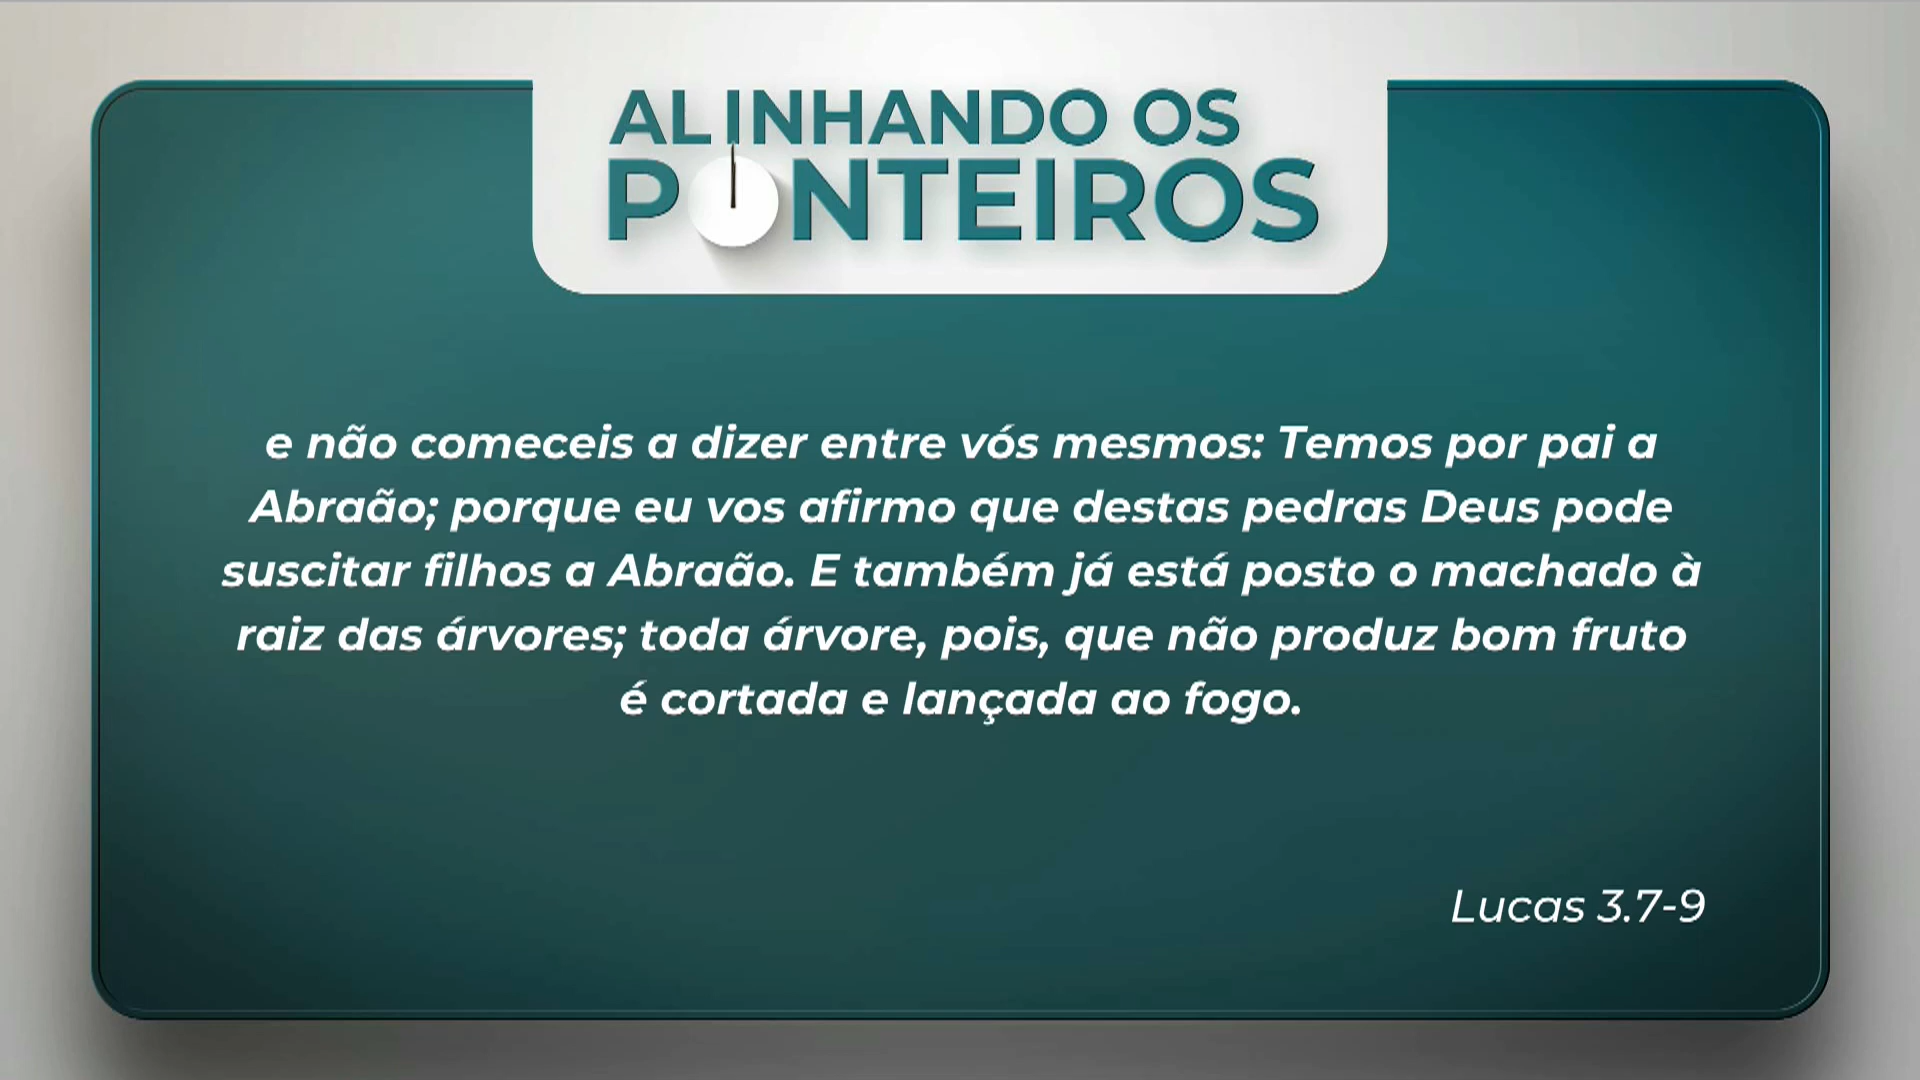 ALINHANDO OS
PONTEIROS
e não comeceis a dizer entre vós mesmos: Temos por pai a
Abraão; porque eu vos afirmo que destas pedras Deus pode
suscitar filhos a Abraão. E também já está posto o machado à
raiz das árvores; toda árvore, pois, que não produz bom fruto
é cortada e lançada ao fogo.
Lucas 3.7-9